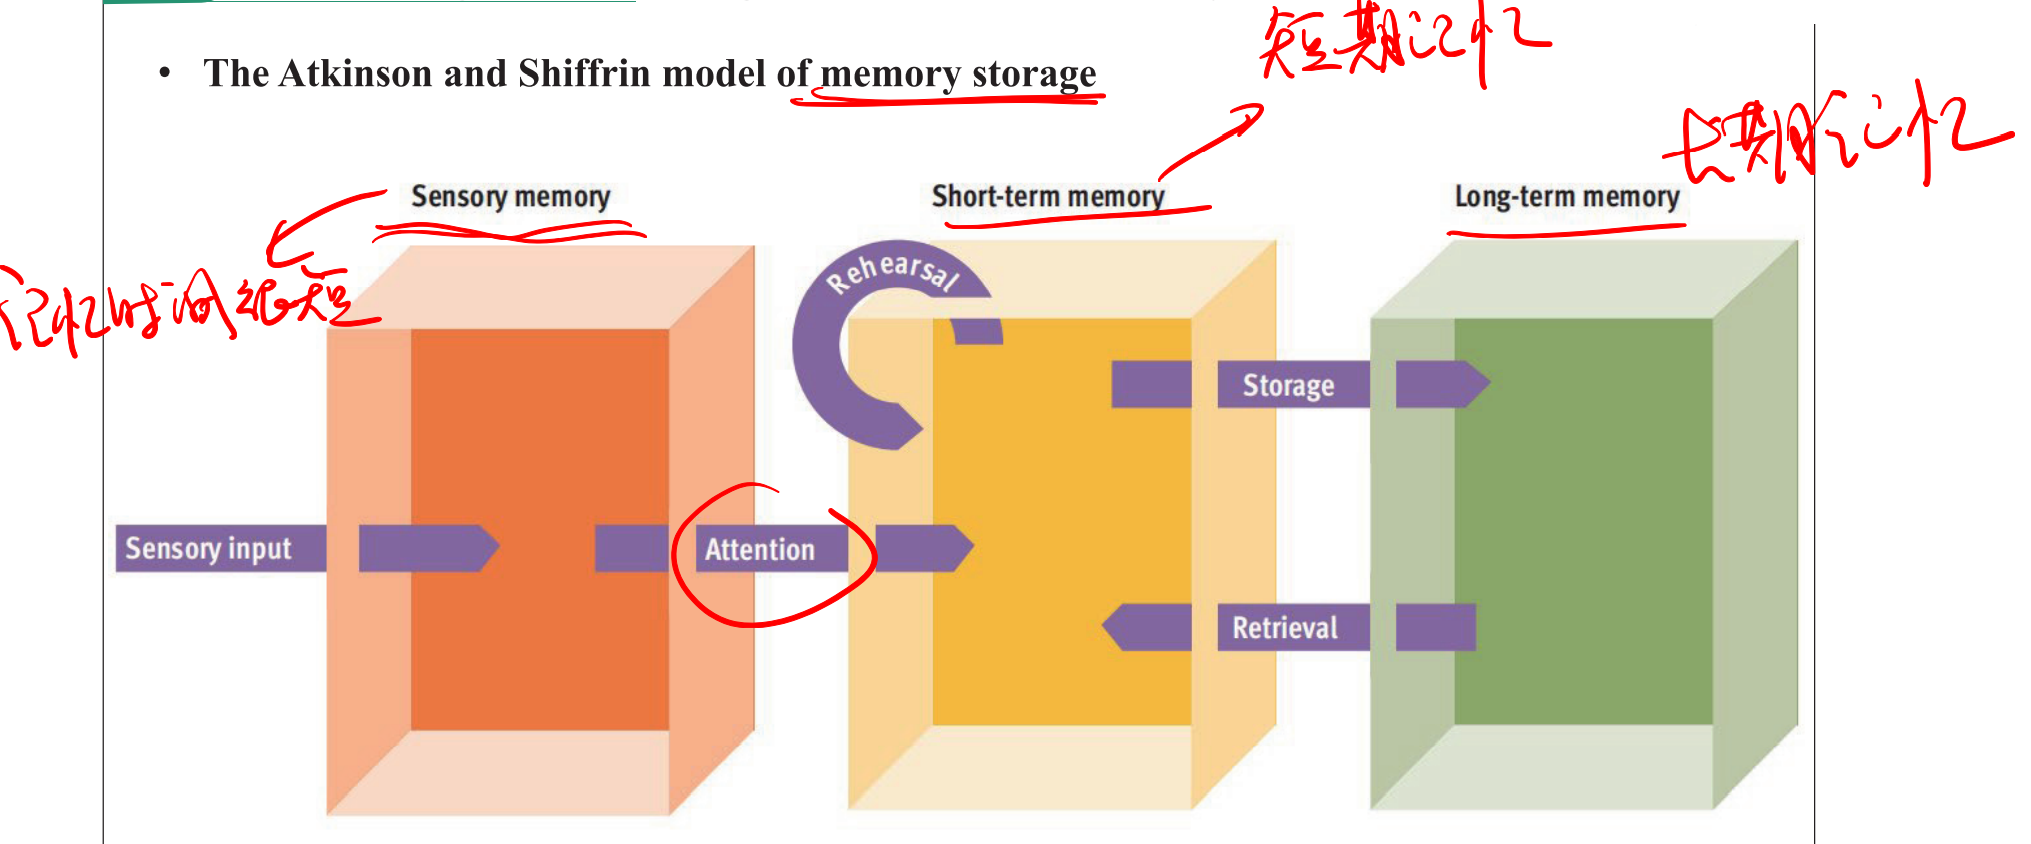 短期记忆
• The Atkinson and Shiffrin model of memory storage
长期记忆
Sensory memory
Short-term memory
Long-term memory
记忆时间很短
Rehearsal
Storage
Sensory input
Attention
Retrieval